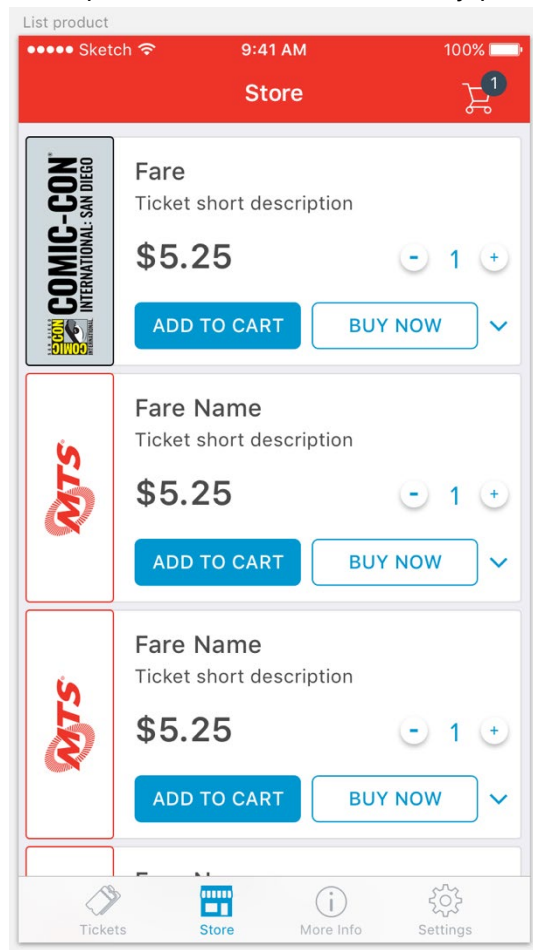 List product
Sketch
9:41 AM
100%
Store
1
COMIC-CON
INTERNATIONAL: SAN DIEGO
Fare
Ticket short description
$5.25
- 1 +
ADD TO CART
BUY NOW
MTS
Fare Name
Ticket short description
$5.25
- 1 +
ADD TO CART
BUY NOW
MTS
Fare Name
Ticket short description
$5.25
- 1 +
ADD TO CART
BUY NOW
Tickets
Store
More Info
Settings